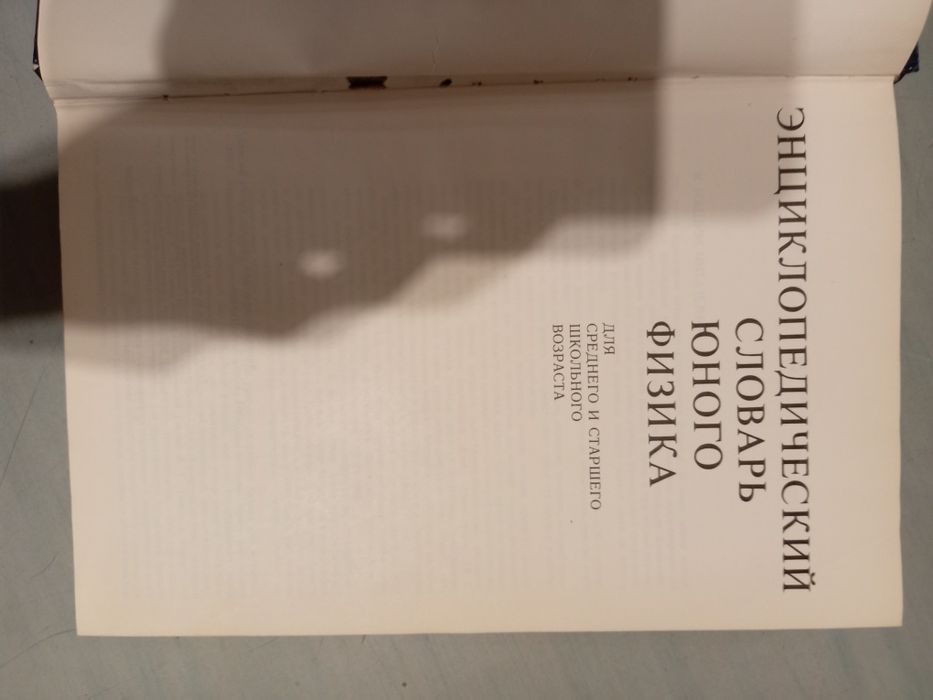 ЭНЦИКЛОПЕДИЧЕСКИЙ
СЛОВАРЬ
ЮНОГО
ФИЗИКА
ДЛЯ
СРЕДНЕГО И СТАРШЕГО
ШКОЛЬНОГО
ВОЗРАСТА